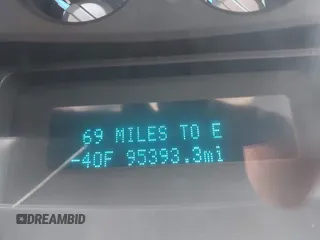 69 MILES TO E
-40F 95393.3mi
DREAMBID